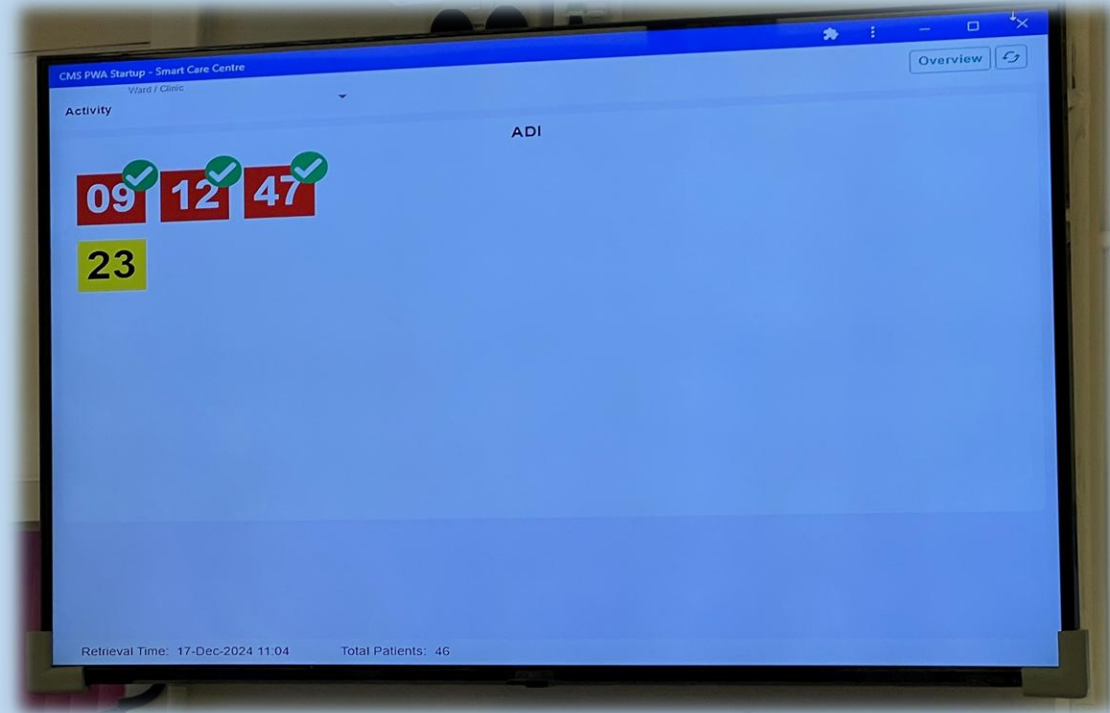 CMS PWA Startup - Smart Care Centre
Ward / Clinic
Overview
Activity
ADI
09 12 47
23
Retrieval Time: 17-Dec-2024 11:04 Total Patients: 46